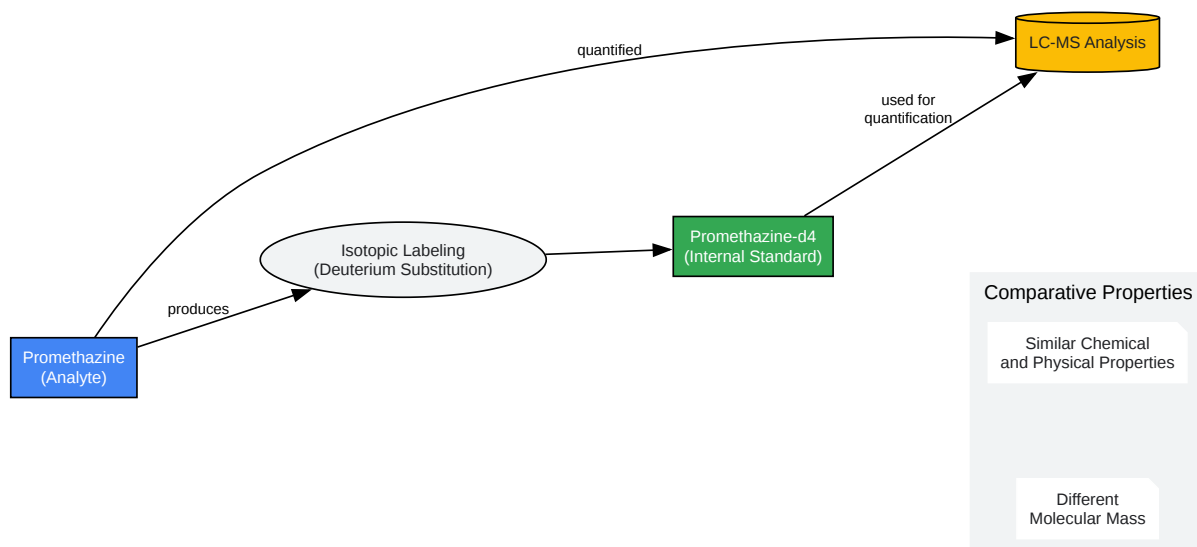 LC-MS Analysis
quantified
used for
quantification
Promethazine-d4
(Internal Standard)
Isotopic Labeling
(Deuterium Substitution)
produces
Promethazine
(Analyte)
Comparative Properties
Similar Chemical
and Physical Properties
Different
Molecular Mass